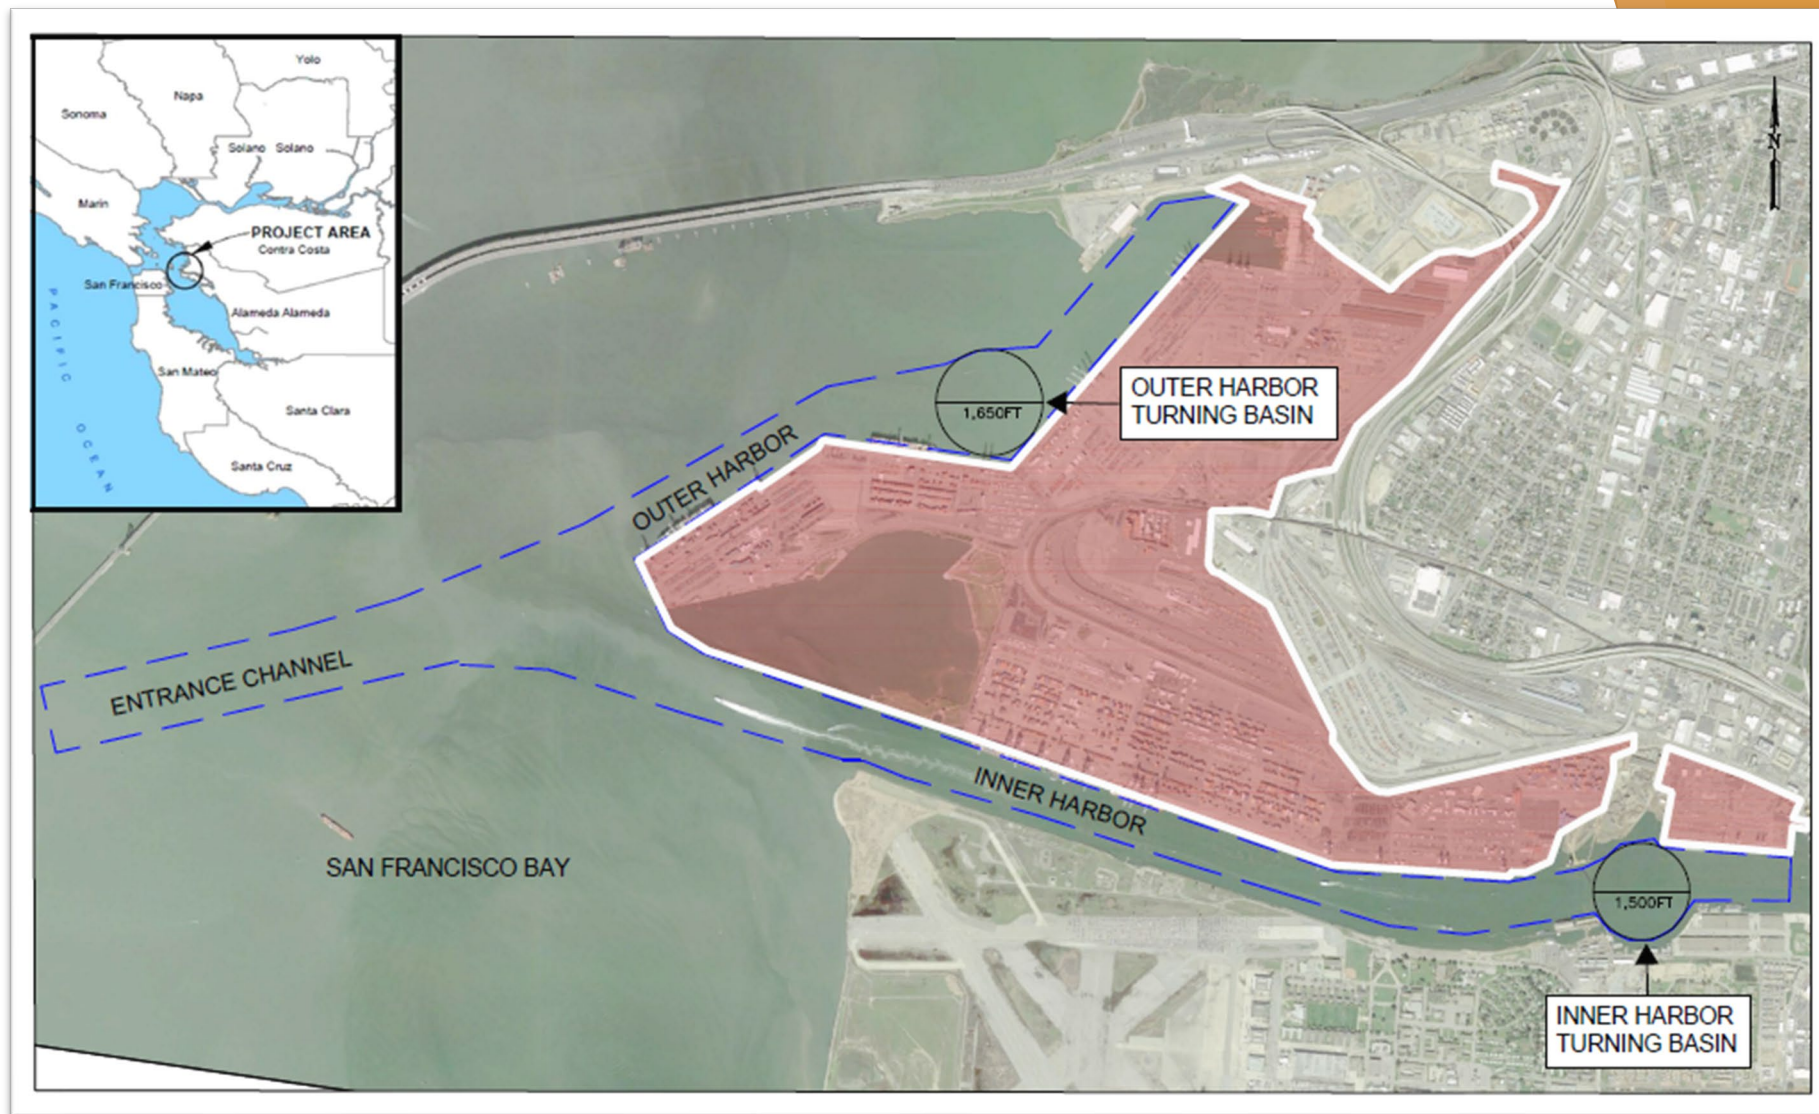 Yolo
Napa
Sonoma
Solano Solano
Marin
PROJECT AREA
Contra Costa
San Francisco
Alameda Alameda
PACIFIC OCEAN
San Mateo
Santa Clara
Santa Cruz
N
OUTER HARBOR
TURNING BASIN
1,650FT
OUTER HARBOR
ENTRANCE CHANNEL
INNER HARBOR
SAN FRANCISCO BAY
1,500FT
INNER HARBOR
TURNING BASIN